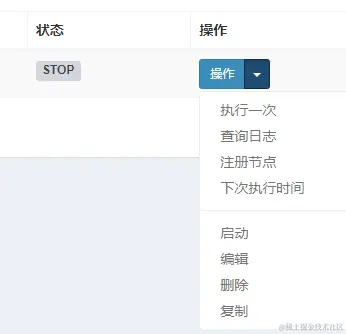 状态 操作
STOP 操作
执行一次
查询日志
注册节点
下次执行时间
启动
编辑
删除
复制
@稀土掘金技术社区